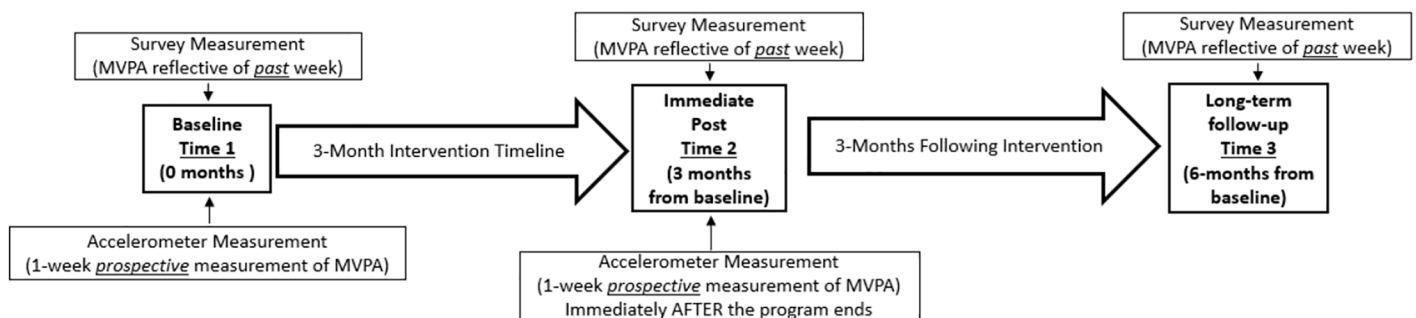 Survey Measurement
(MVPA reflective of past week)
Baseline
Time 1
(0 months )
Accelerometer Measurement
(1-week prospective measurement of MVPA)
3-Month Intervention Timeline
Survey Measurement
(MVPA reflective of past week)
Immediate
Post
Time 2
(3 months
from baseline)
Accelerometer Measurement
(1-week prospective measurement of MVPA)
Immediately AFTER the program ends
3-Months Following Intervention
Survey Measurement
(MVPA reflective of past week)
Long-term
follow-up
Time 3
(6-months from
baseline)